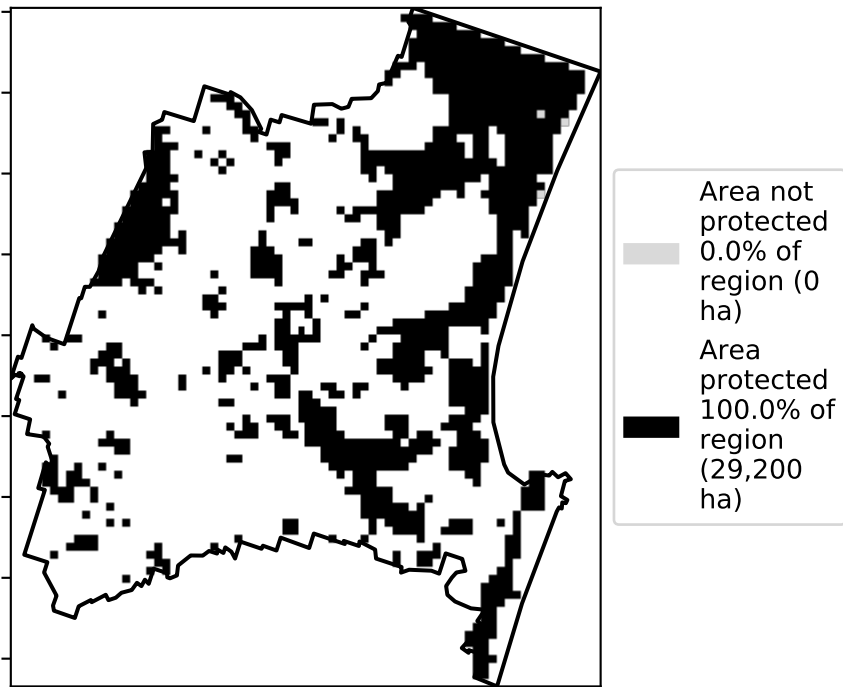 Area not
protected
0.0% of
region (0
ha)
Area
protected
100.0% of
region
(29,200
ha)